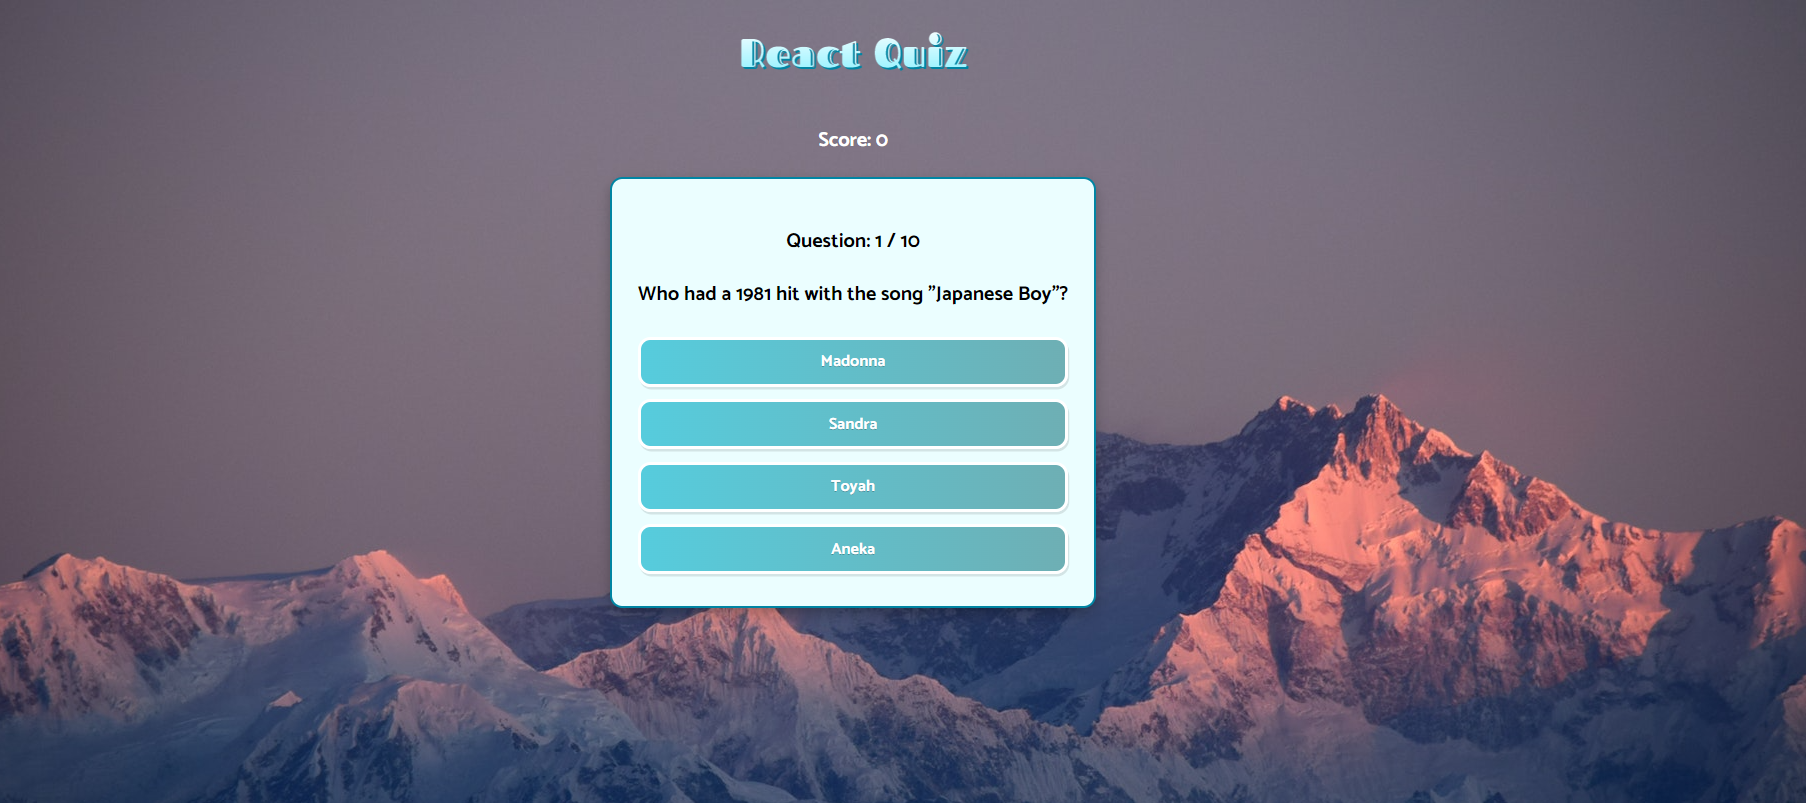 React Quiz
Score: 0
Question: 1 / 10
Who had a 1981 hit with the song ”Japanese Boy”?
Madonna
Sandra
Toyah
Aneka